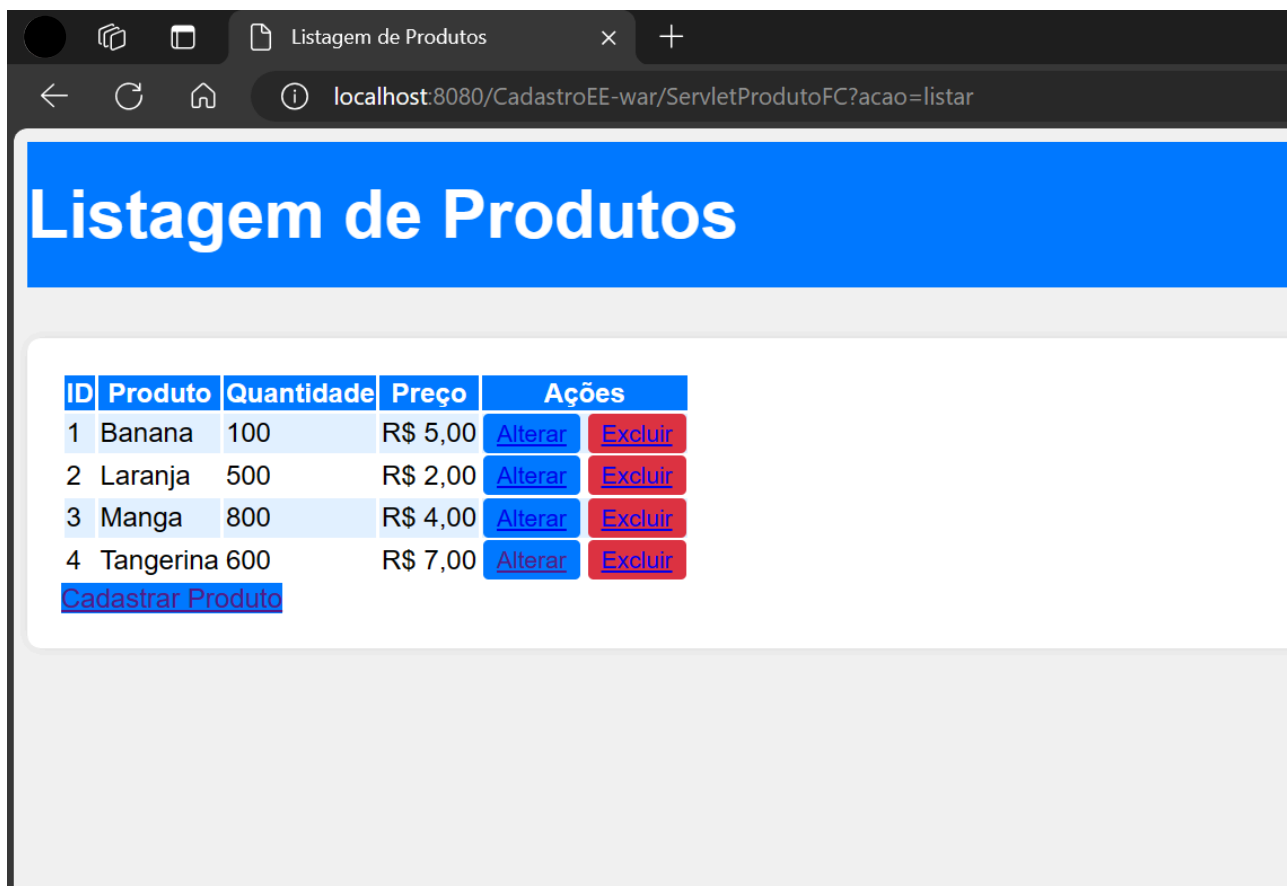 Listagem de Produtos
localhost:8080/CadastroEE-war/ServletProdutoFC?acao=listar
Listagem de Produtos
ID Produto Quantidade Preço Ações
1 Banana 100 R$ 5,00 Alterar Excluir
2 Laranja 500 R$ 2,00 Alterar Excluir
3 Manga 800 R$ 4,00 Alterar Excluir
4 Tangerina 600 R$ 7,00 Alterar Excluir
Cadastrar Produto